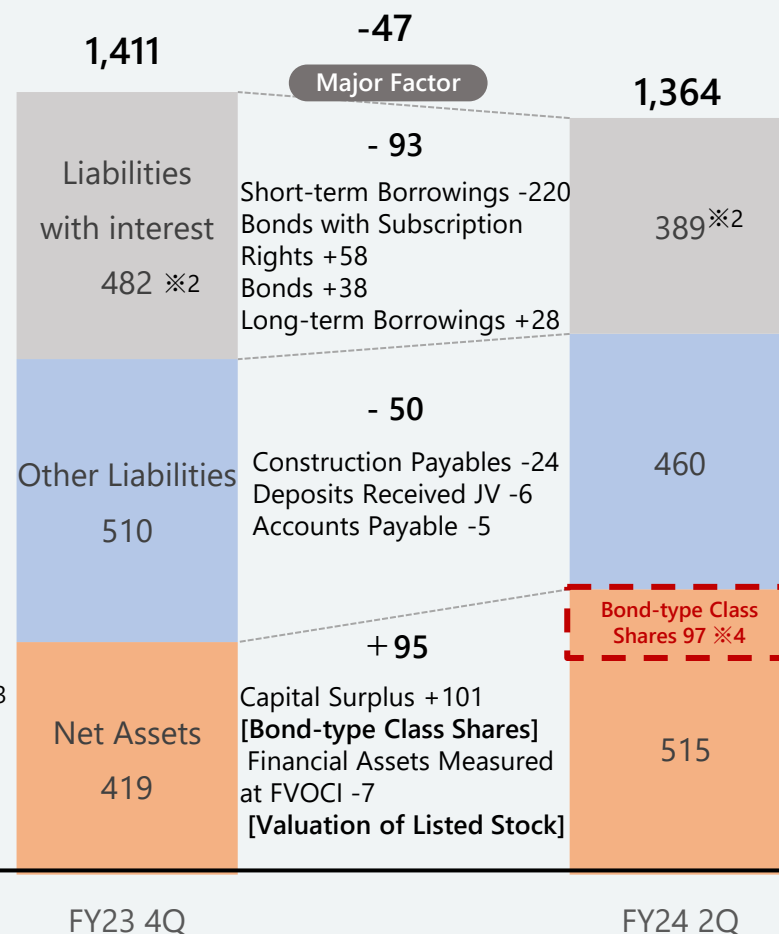 1,411
-47
Major Factor
1,364
Liabilities
with interest
482 ※2
- 93
Short-term Borrowings -220
Bonds with Subscription
Rights +58
Bonds +38
Long-term Borrowings +28
389※2
Other Liabilities
510
- 50
Construction Payables -24
Deposits Received JV -6
Accounts Payable -5
460
Bond-type Class
Shares 97 ※4
3
Net Assets
419
+95
Capital Surplus +101
[Bond-type Class Shares]
Financial Assets Measured
at FVOCI -7
[Valuation of Listed Stock]
515
FY23 4Q
FY24 2Q